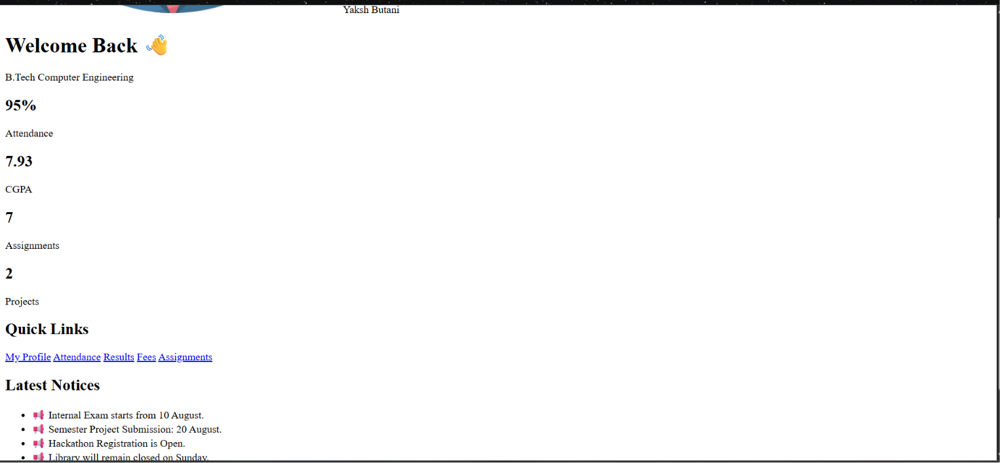 Yaksh Butani
Welcome Back 👋
B.Tech Computer Engineering
95%
Attendance
7.93
CGPA
7
Assignments
2
Projects
Quick Links
My Profile Attendance Results Fees Assignments
Latest Notices
• 📢 Internal Exam starts from 10 August.
• 📢 Semester Project Submission: 20 August.
• 📢 Hackathon Registration is Open.
• 📢 Library will remain closed on Sunday.